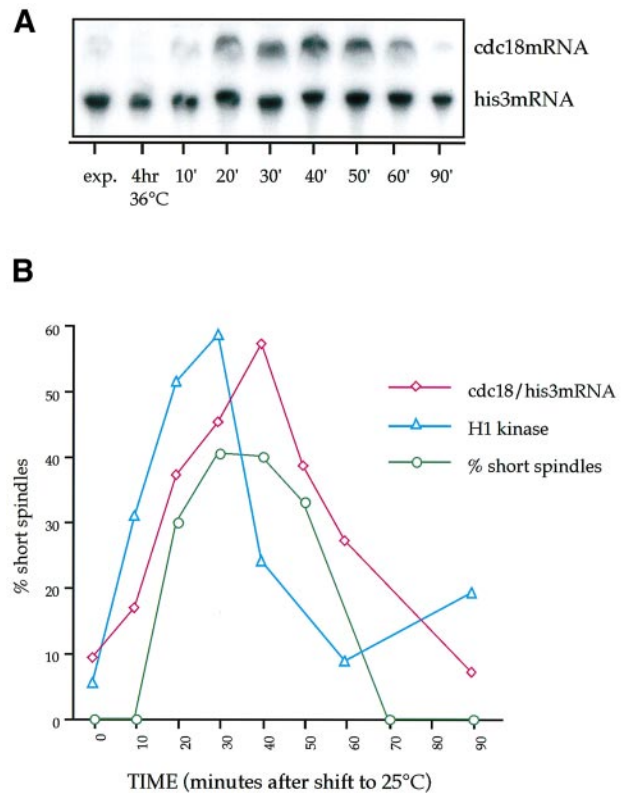 A
cdc18mRNA
his3mRNA
exp. 4hr 10' 20' 30' 40' 50' 60' 90'
36°C
B
60
50
40
30
20
10
0
% short spindles
cdc18/his3mRNA
H1 kinase
% short spindles
0 10 20 30 40 50 60 70 80 90
TIME (minutes after shift to 25°C)